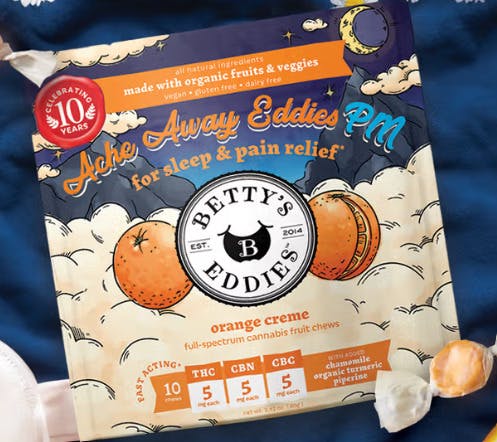 all natural ingredients
made with organic fruits & veggies
vegan • gluten free • dairy free
CELEBRATING
10
YEARS
Ache Away Eddies PM
for sleep & pain relief*
BETTY'S
EST. B 2014
EDDIES™
orange creme
full-spectrum cannabis fruit chews
FAST ACTING*
10
chews
THC
5
mg each
CBN
5
mg each
CBC
5
mg each
WITH ADDED
chamomile
organic turmeric
piperine